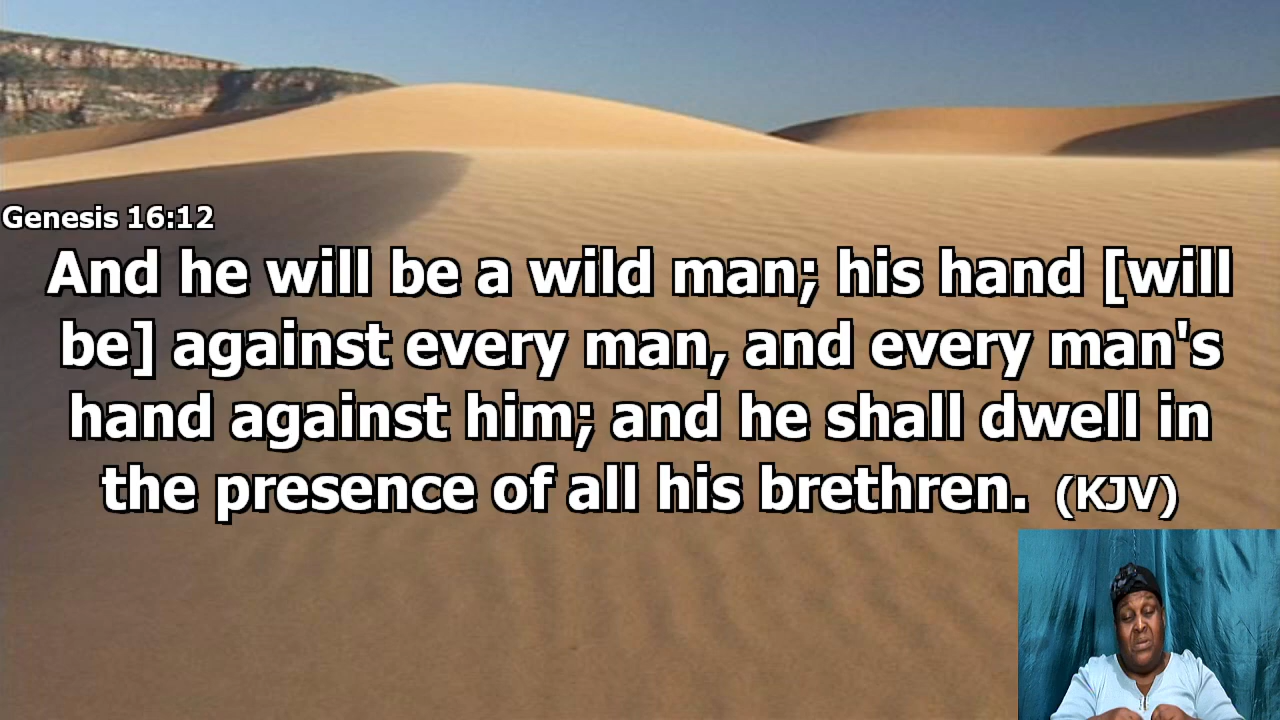 Genesis 16:12
And he will be a wild man; his hand [will
be] against every man, and every man's
hand against him; and he shall dwell in
the presence of all his brethren. (KJV)